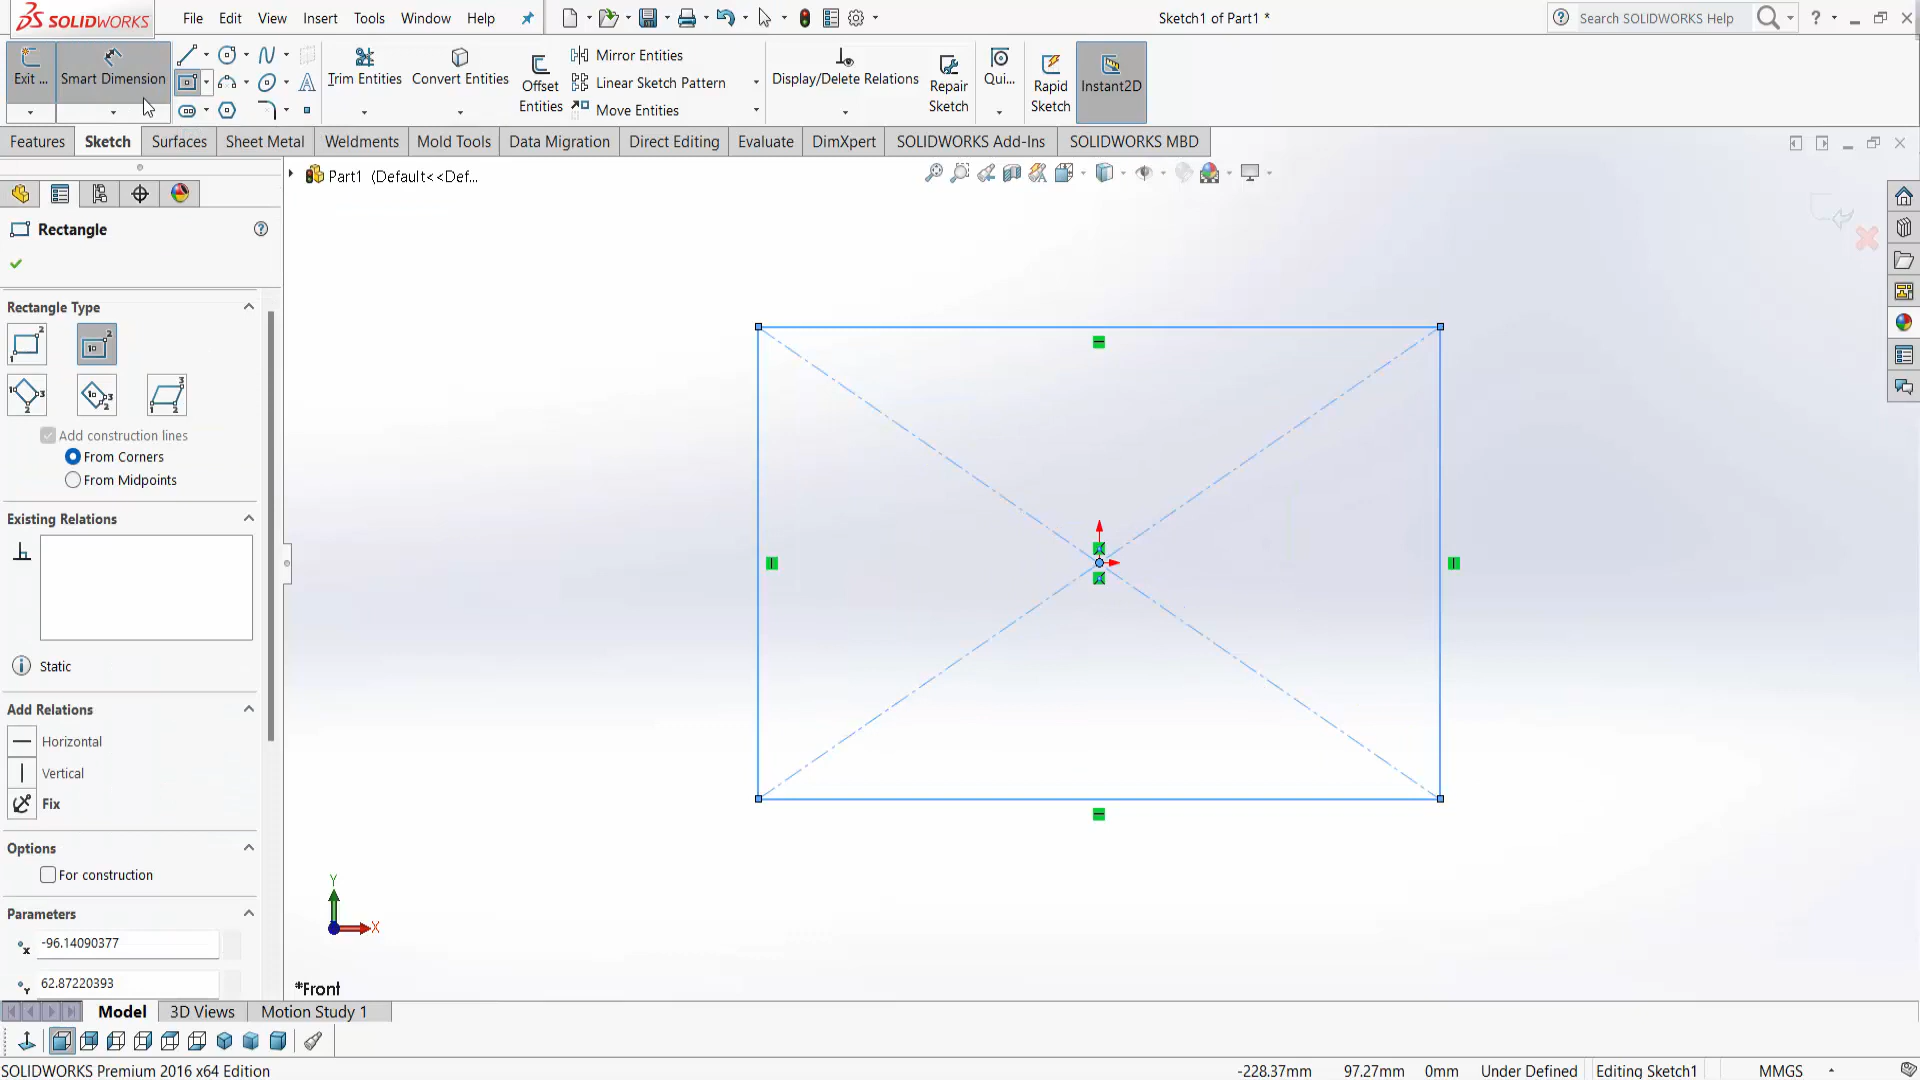 SOLIDWORKS
File Edit View Insert Tools Window Help
Sketch1 of Part1 *
Search SOLIDWORKS Help
Exit ...
Smart Dimension
Trim Entities
Convert Entities
Offset Entities
Mirror Entities
Linear Sketch Pattern
Move Entities
Display/Delete Relations
Repair Sketch
Qui...
Rapid Sketch
Instant2D
Features Sketch Surfaces Sheet Metal Weldments Mold Tools Data Migration Direct Editing Evaluate DimXpert SOLIDWORKS Add-Ins SOLIDWORKS MBD
Part1 (Default<<Def...
Rectangle
Rectangle Type
Add construction lines
From Corners
From Midpoints
Existing Relations
Static
Add Relations
Horizontal
Vertical
Fix
Options
For construction
Parameters
-96.14090377
62.87220393
Y
X
*Front
Model 3D Views Motion Study 1
SOLIDWORKS Premium 2016 x64 Edition
-228.37mm 97.27mm 0mm Under Defined Editing Sketch1 MMGS